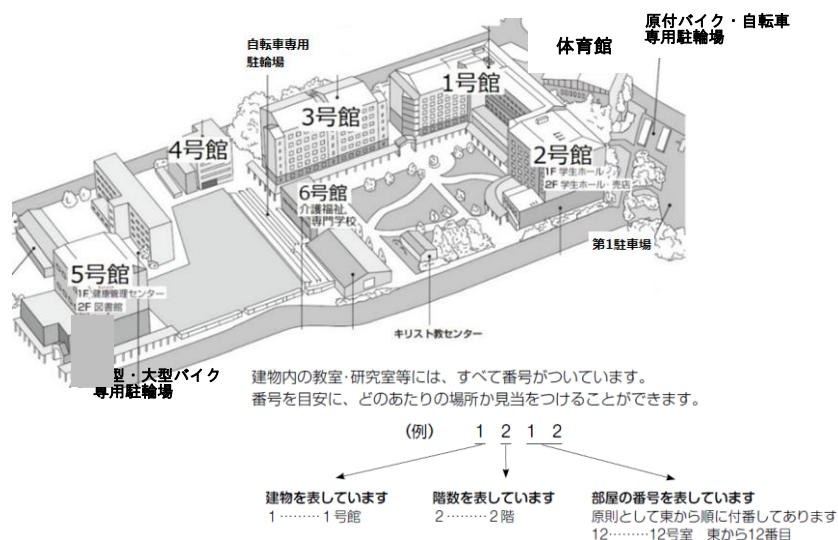 原付バイク・自転車
専用駐輪場
体育館
自転車専用
駐輪場
1号館
3号館
4号館
2号館
1F 学生ホール
2F 学生ホール・売店
6号館
介護福祉
専門学校
第1駐車場
5号館
1F 健康管理センター
2F 図書館
キリスト教センター
型・大型バイク
専用駐輪場
建物内の教室・研究室等には、すべて番号がついています。
番号を目安に、どのあたりの場所か見当をつけることができます。
(例) 1 2 1 2
建物を表しています
1………1号館
階数を表しています
2………2階
部屋の番号を表しています
原則として東から順に付番してあります
12………12号室 東から12番目